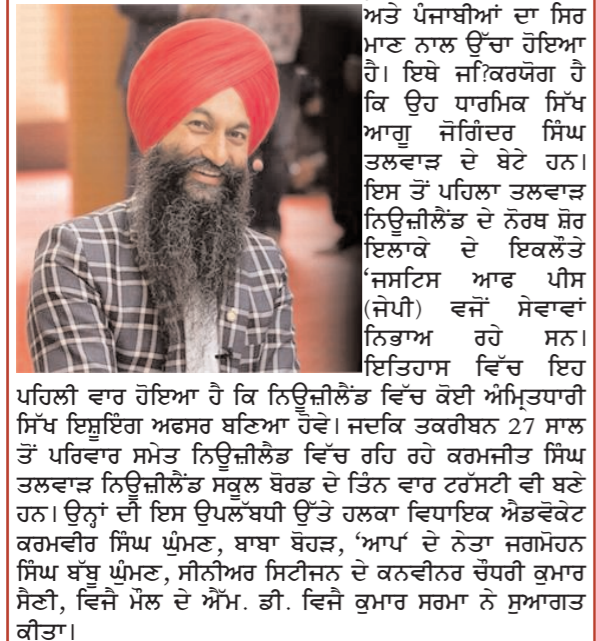 ਅਤੇ ਪੰਜਾਬੀਆਂ ਦਾ ਸਿਰ
ਮਾਣ ਨਾਲ ਉੱਚਾ ਹੋਇਆ
ਹੈ। ਇਥੇ ਜ?ਿਕਰਯੋਗ ਹੈ
ਕਿ ਉਹ ਧਾਰਮਿਕ ਸਿੱਖ
ਆਗੂ ਜੋਗਿੰਦਰ ਸਿੰਘ
ਤਲਵਾੜ ਦੇ ਬੇਟੇ ਹਨ।
ਇਸ ਤੋਂ ਪਹਿਲਾ ਤਲਵਾੜ
ਨਿਊਜ਼ੀਲੈਂਡ ਦੇ ਨੋਰਥ ਸ਼ੋਰ
ਇਲਾਕੇ ਦੇ ਇਕਲੌਤੇ
‘ਜਸਟਿਸ ਆਫ ਪੀਸ
(ਜੇਪੀ) ਵਜੋਂ ਸੇਵਾਵਾਂ
ਨਿਭਾਅ ਰਹੇ ਸਨ।
ਇਤਿਹਾਸ ਵਿੱਚ ਇਹ
ਪਹਿਲੀ ਵਾਰ ਹੋਇਆ ਹੈ ਕਿ ਨਿਊਜ਼ੀਲੈਂਡ ਵਿੱਚ ਕੋਈ ਅੰਮ੍ਰਿਤਧਾਰੀ
ਸਿੱਖ ਇਸ਼ੂਇੰਗ ਅਫਸਰ ਬਣਿਆ ਹੋਵੇ। ਜਦਕਿ ਤਕਰੀਬਨ 27 ਸਾਲ
ਤੋਂ ਪਰਿਵਾਰ ਸਮੇਤ ਨਿਊਜ਼ੀਲੈਡ ਵਿੱਚ ਰਹਿ ਰਹੇ ਕਰਮਜੀਤ ਸਿੰਘ
ਤਲਵਾੜ ਨਿਊਜ਼ੀਲੈਂਡ ਸਕੂਲ ਬੋਰਡ ਦੇ ਤਿੰਨ ਵਾਰ ਟਰੱਸਟੀ ਵੀ ਬਣੇ
ਹਨ। ਉਨ੍ਹਾਂ ਦੀ ਇਸ ਉਪਲੱਬਧੀ ਉੱਤੇ ਹਲਕਾ ਵਿਧਾਇਕ ਐਡਵੋਕੇਟ
ਕਰਮਵੀਰ ਸਿੰਘ ਘੁੰਮਣ, ਬਾਬਾ ਬੋਹੜ, ‘ਆਪ‘ ਦੇ ਨੇਤਾ ਜਗਮੋਹਨ
ਸਿੰਘ ਬੱਬੂ ਘੁੰਮਣ, ਸੀਨੀਅਰ ਸਿਟੀਜਨ ਦੇ ਕਨਵੀਨਰ ਚੌਧਰੀ ਕੁਮਾਰ
ਸੈਣੀ, ਵਿਜੈ ਮੌਲ ਦੇ ਐੱਮ. ਡੀ. ਵਿਜੈ ਕੁਮਾਰ ਸਰਮਾ ਨੇ ਸੁਆਗਤ
ਕੀਤਾ।